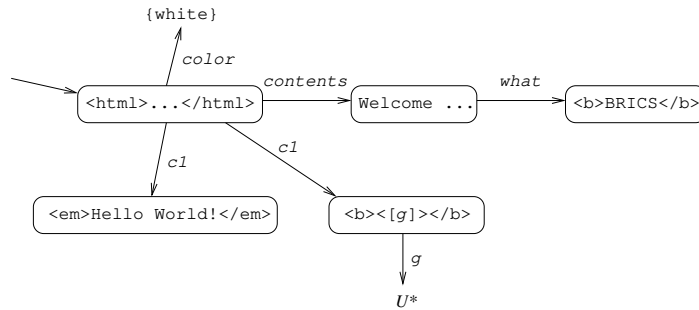 {white}
color
contents
what
<html>...</html>
Welcome ...
<b>BRICS</b>
c1
c1
<em>Hello World!</em>
<b><[g]></b>
g
U*